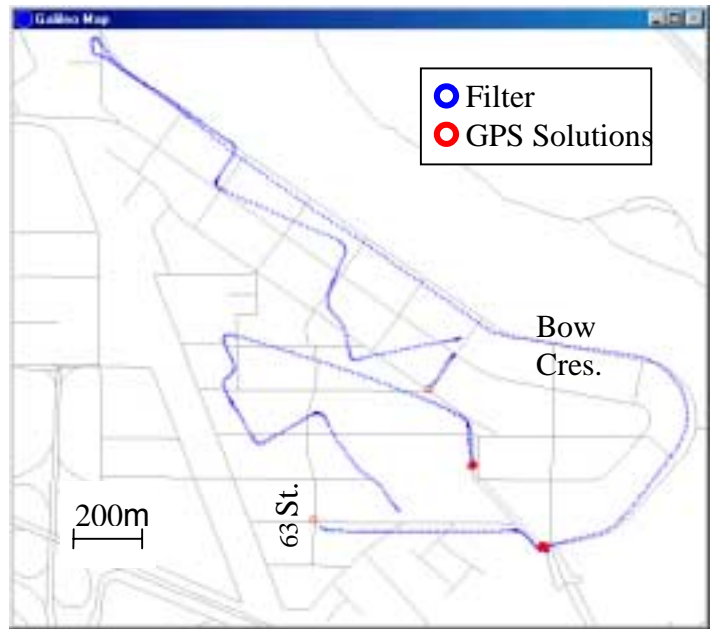 Galileo Map
Filter
GPS Solutions
Bow
Cres.
63 St.
200m